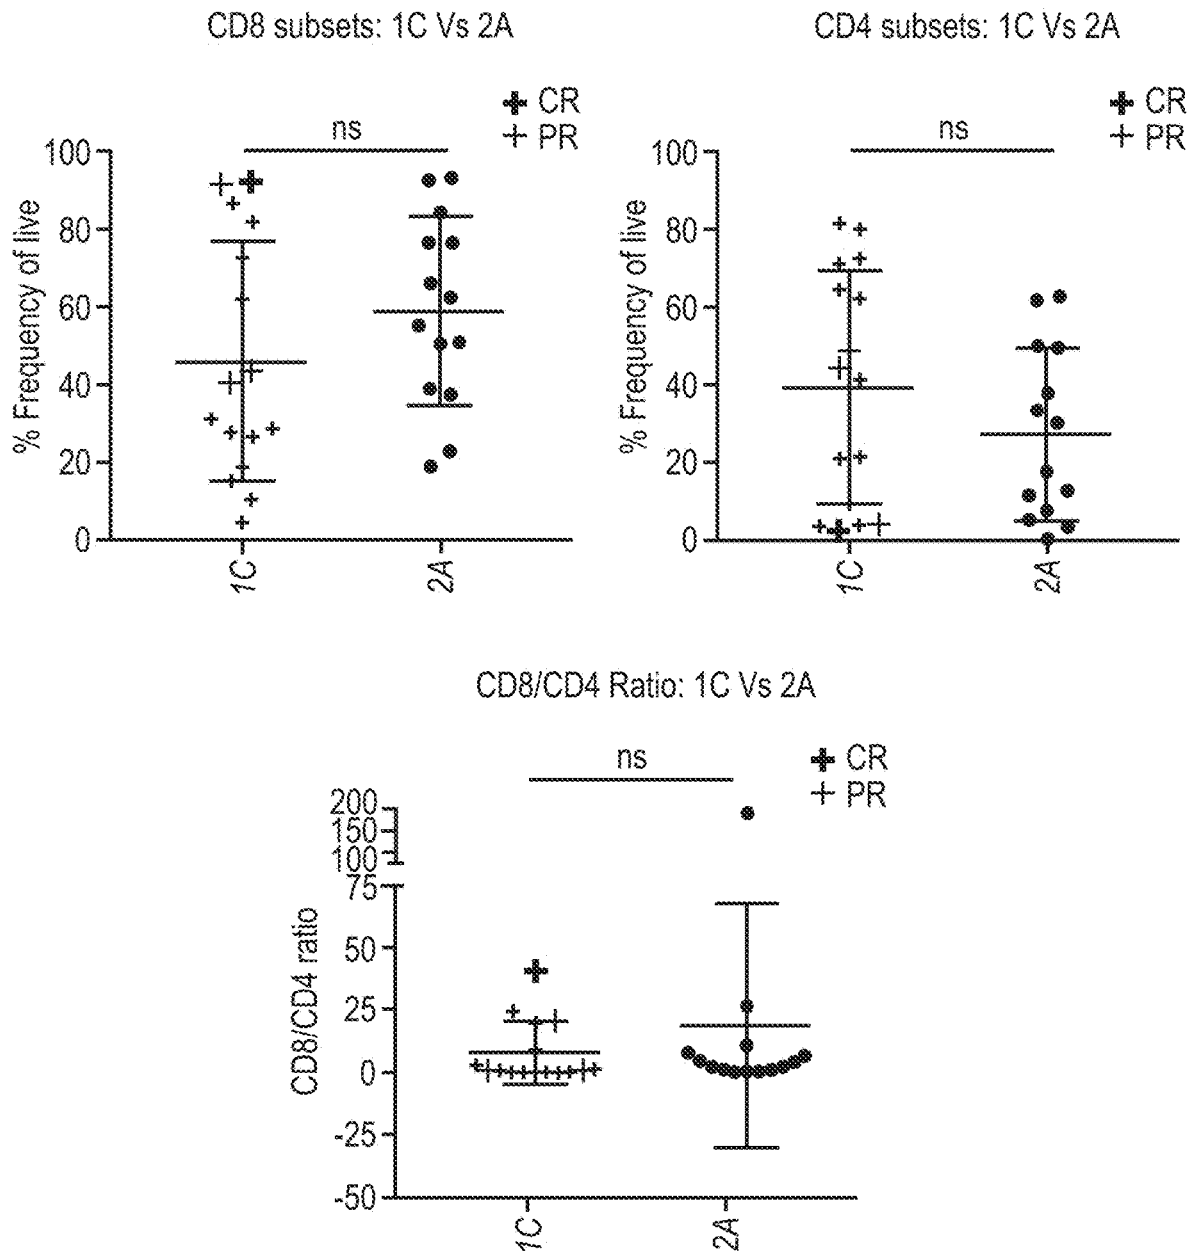 CD8 subsets: 1C Vs 2A
CR
PR
ns
% Frequency of live
100
80
60
40
20
0
1C
2A
CD4 subsets: 1C Vs 2A
CR
PR
ns
% Frequency of live
100
80
60
40
20
0
1C
2A
CD8/CD4 Ratio: 1C Vs 2A
CR
PR
ns
CD8/CD4 ratio
200
150
100
75
50
25
0
-25
-50
1C
2A